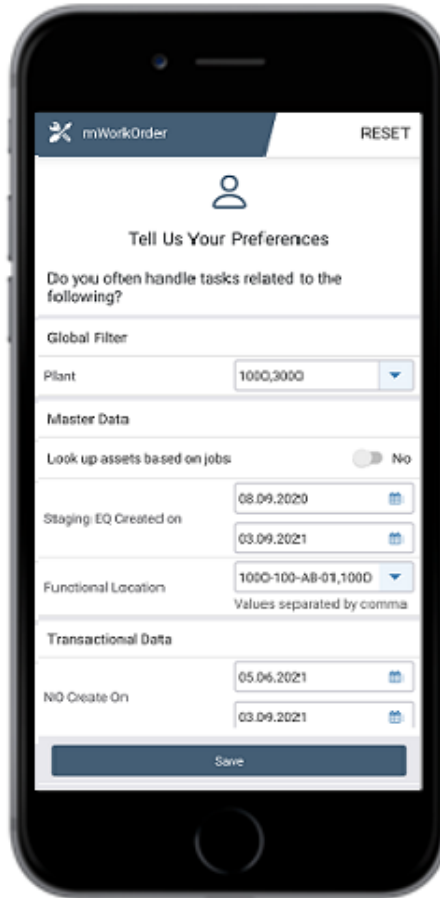 mWorkOrder
RESET
Tell Us Your Preferences
Do you often handle tasks related to the
following?
Global Filter
Plant
1000,3000
Master Data
Look up assets based on jobs
No
Staging: EQ Created on
08.09.2020
03.09.2021
Functional Location
1000-100-AB-01,1000
Values separated by comma
Transactional Data
NIO Create On
05.06.2021
03.09.2021
Save